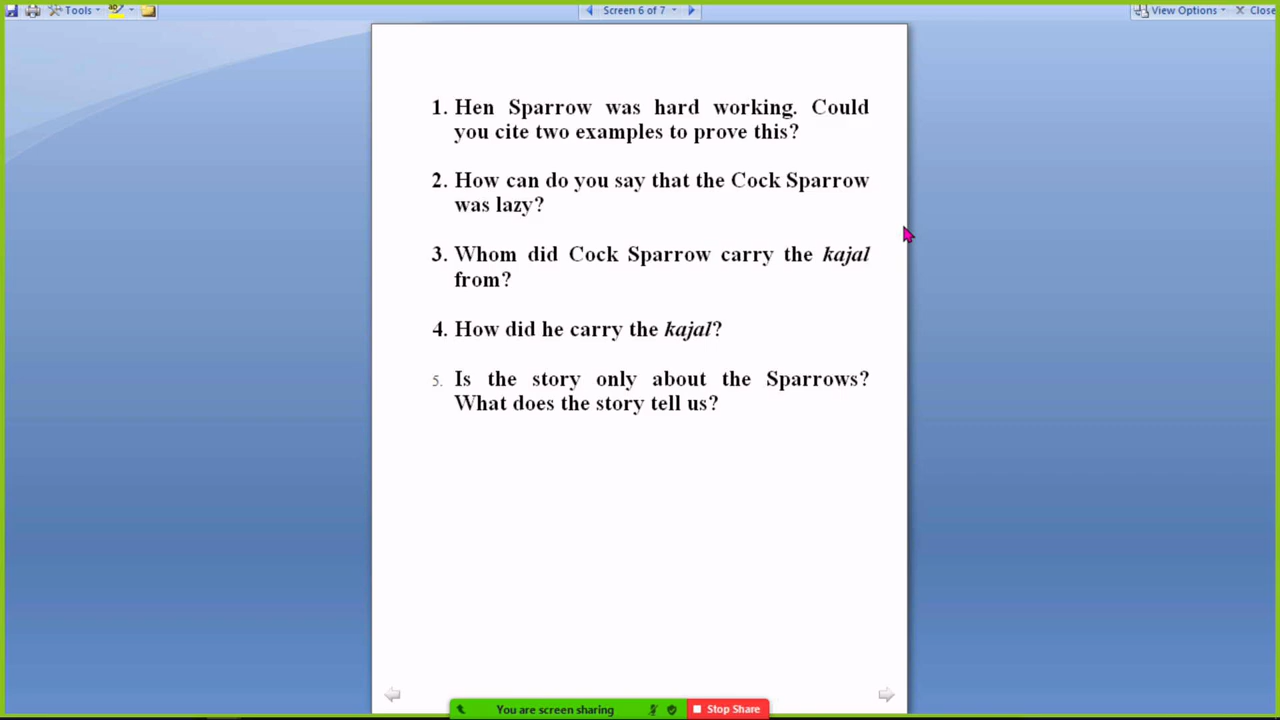 Tools
Screen 6 of 7
View Options
Close
1. Hen Sparrow was hard working. Could
you cite two examples to prove this?
2. How can do you say that the Cock Sparrow
was lazy?
3. Whom did Cock Sparrow carry the kajal
from?
4. How did he carry the kajal?
5. Is the story only about the Sparrows?
What does the story tell us?
You are screen sharing
Stop Share